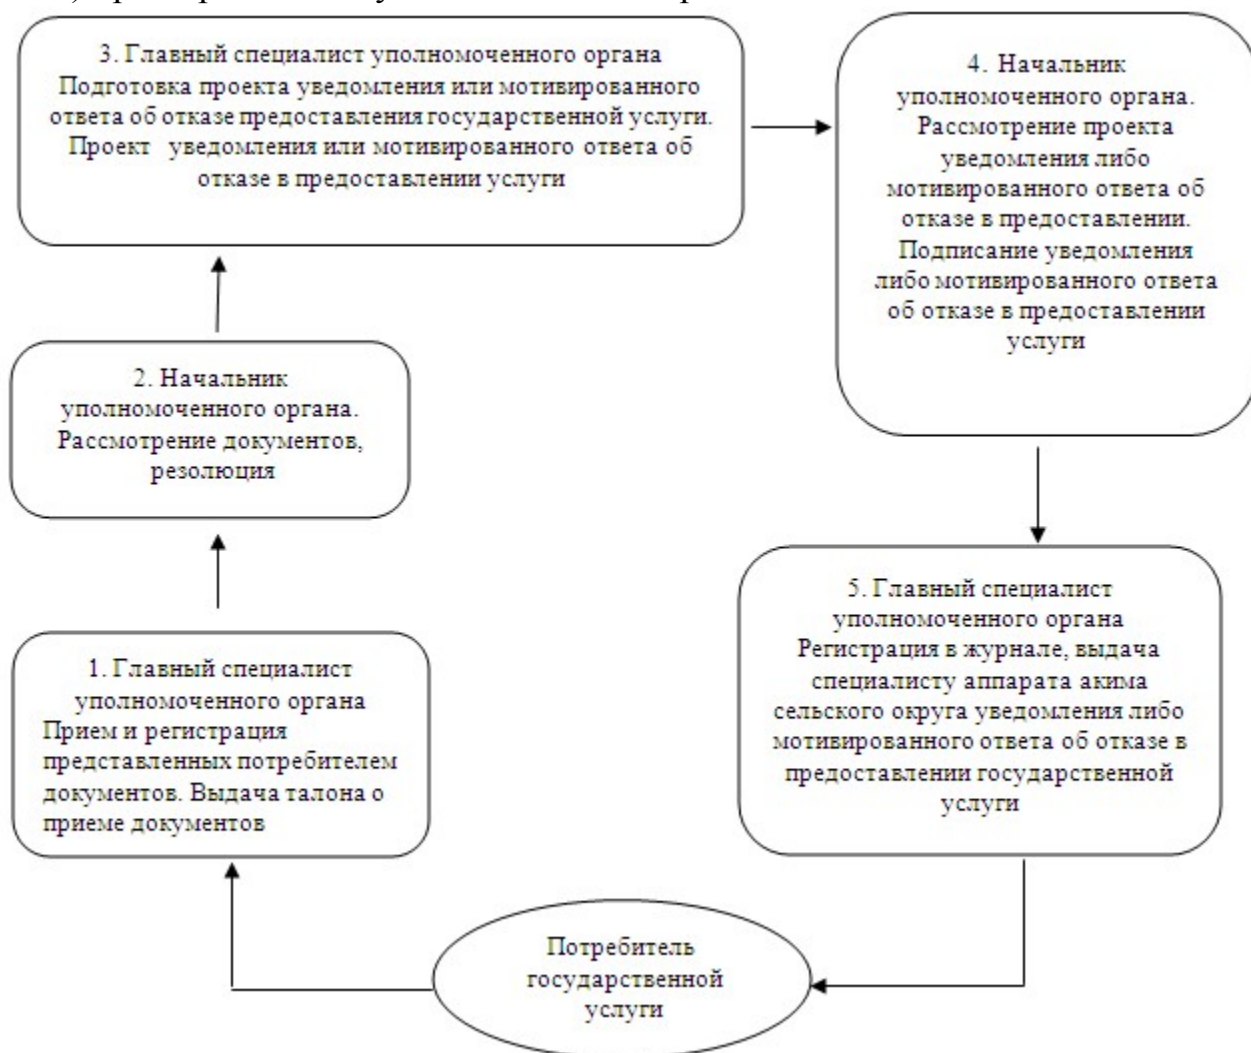 3. Главный специалист уполномоченного органа
Подготовка проекта уведомления или мотивированного
ответа об отказе предоставления государственной услуги.
Проект уведомления или мотивированного ответа об
отказе в предоставлении услуги
4. Начальник
уполномоченного органа.
Рассмотрение проекта
уведомления либо
мотивированного ответа об
отказе в предоставлении.
Подписание уведомления
либо мотивированного ответа
об отказе в предоставлении
услуги
2. Начальник
уполномоченного органа.
Рассмотрение документов,
резолюция
5. Главный специалист
уполномоченного органа
Регистрация в журнале, выдача
специалисту аппарата акима
сельского округа уведомления либо
мотивированного ответа об отказе в
предоставлении государственной
услуги
1. Главный специалист
уполномоченного органа
Прием и регистрация
представленных потребителем
документов. Выдача талона о
приеме документов
Потребитель
государственной
услуги